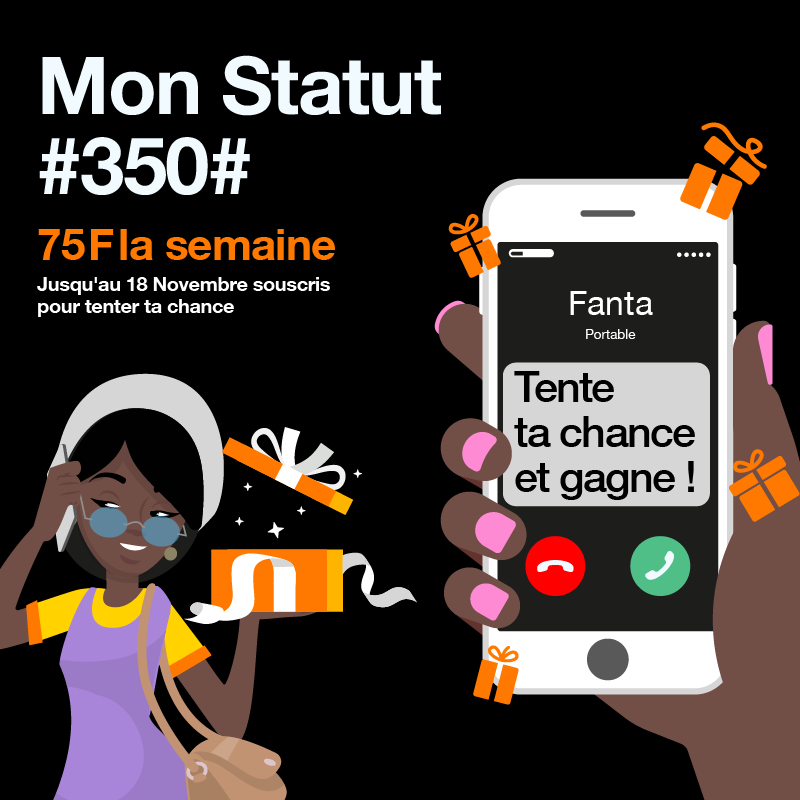 Mon Statut
#350#
75F la semaine
Jusqu'au 18 Novembre souscris
pour tenter ta chance
Fanta
Portable
Tente
ta chance
et gagne !